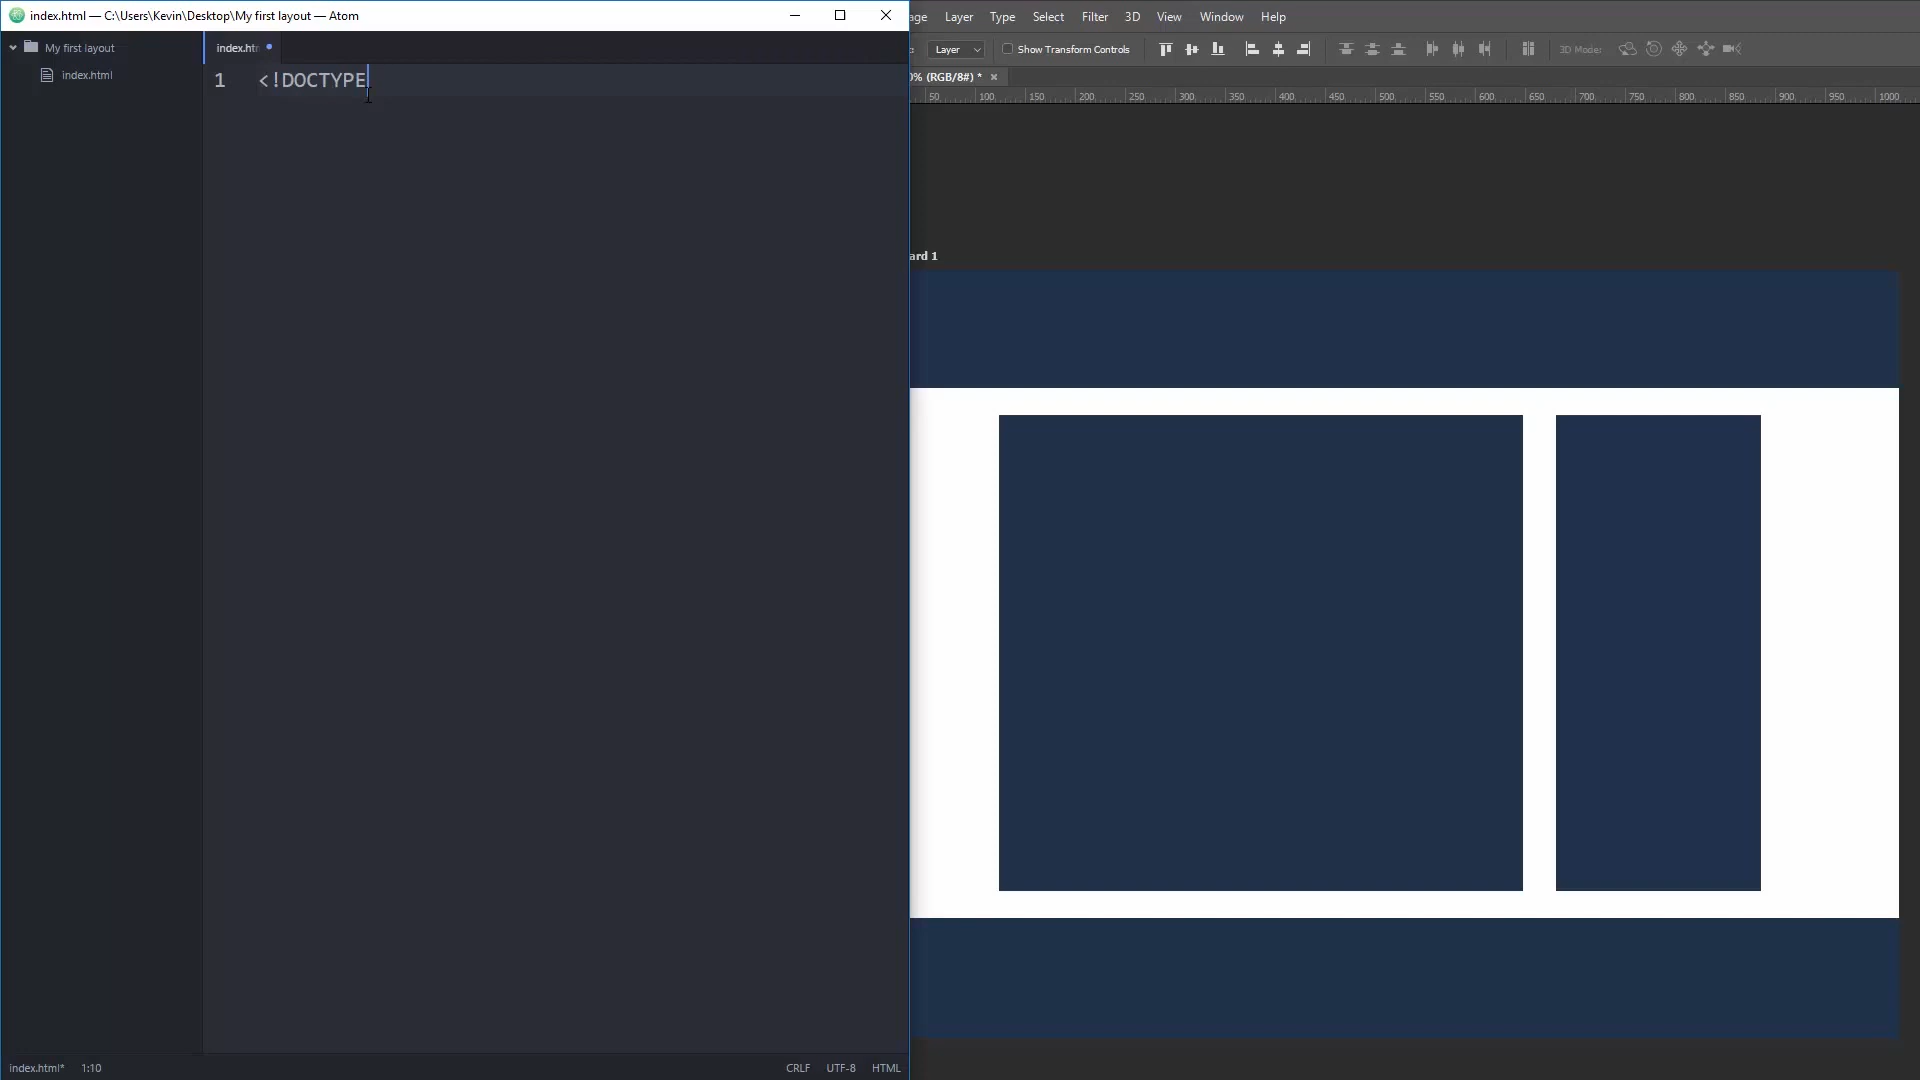 index.html — C:\Users\Kevin\Desktop\My first layout — Atom
My first layout
index.html
index.htm
1 <!DOCTYPE
index.html* 1:10
CRLF UTF-8 HTML
age Layer Type Select Filter 3D View Window Help
Layer Show Transform Controls 3D Mode:
0% (RGB/8#) *
50 100 150 200 250 300 350 400 450 500 550 600 650 700 750 800 850 900 950 1000
ard 1